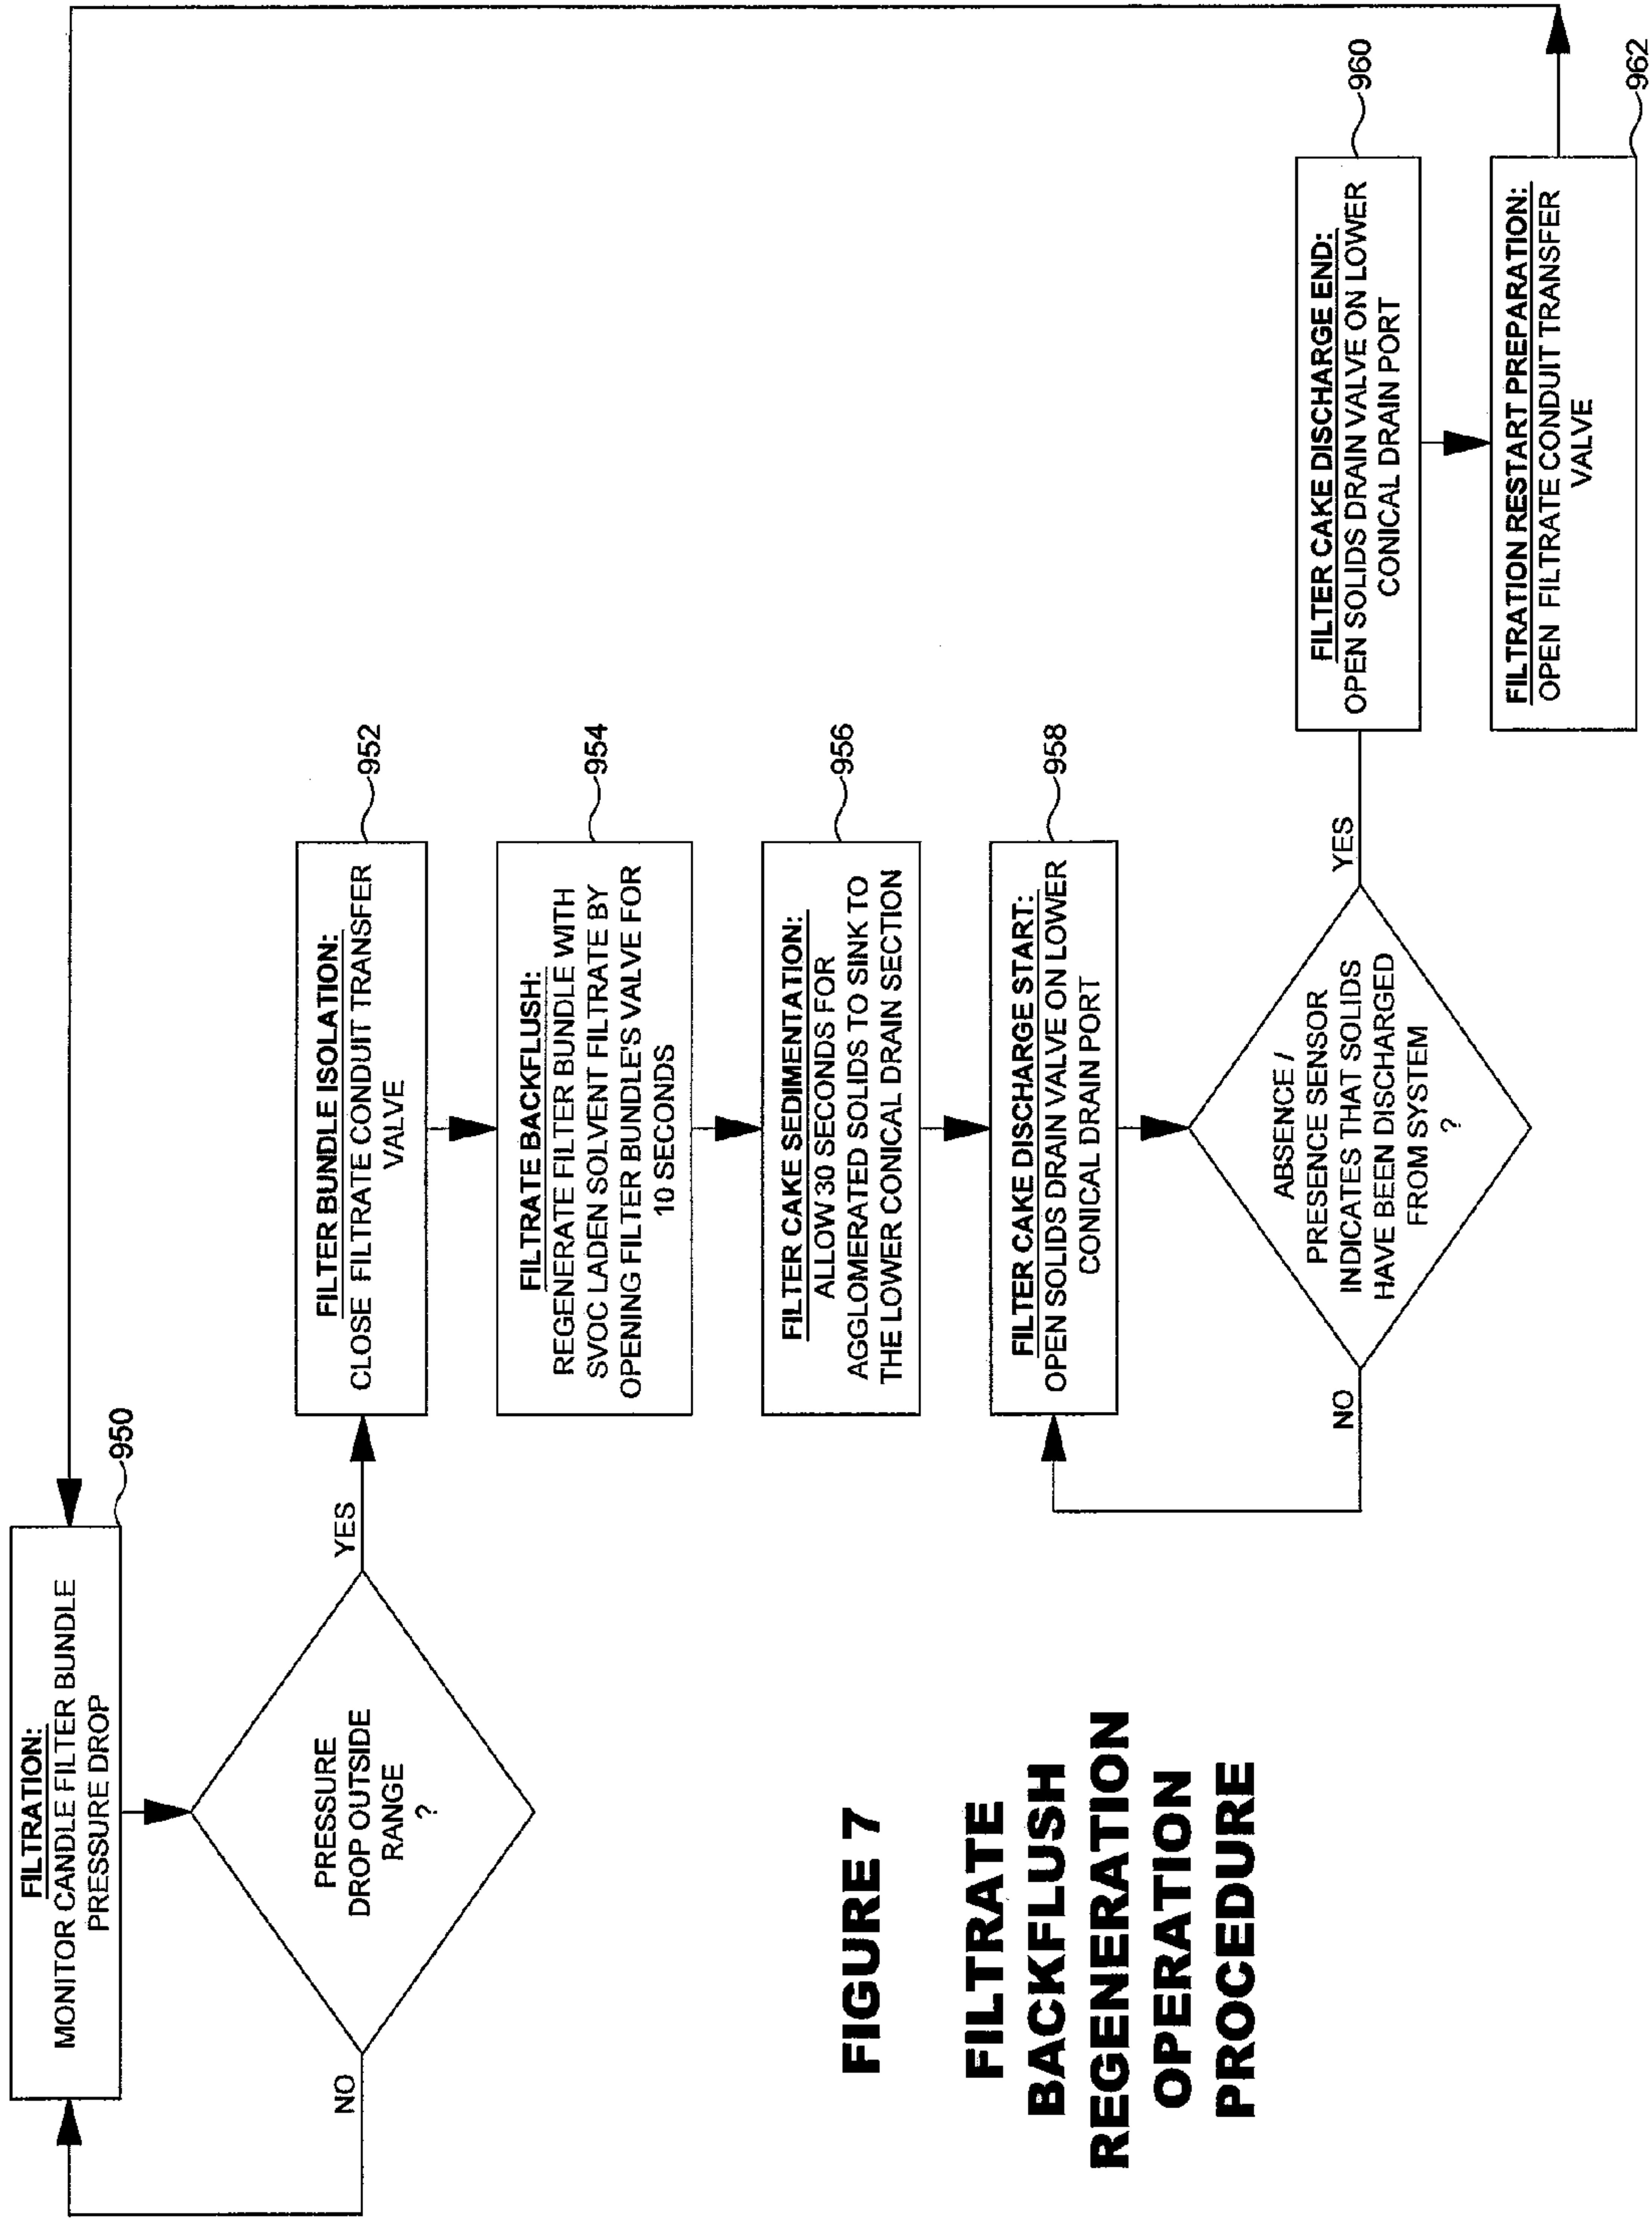 FILTRATION:
MONITOR CANDLE FILTER BUNDLE
PRESSURE DROP
950
PRESSURE
DROP OUTSIDE
RANGE
?
NO
YES
FILTER BUNDLE ISOLATION:
CLOSE FILTRATE CONDUIT TRANSFER
VALVE
952
FILTRATE BACKFLUSH:
REGENERATE FILTER BUNDLE WITH
SVOC LADEN SOLVENT FILTRATE BY
OPENING FILTER BUNDLE'S VALVE FOR
10 SECONDS
954
FILTER CAKE SEDIMENTATION:
ALLOW 30 SECONDS FOR
AGGLOMERATED SOLIDS TO SINK TO
THE LOWER CONICAL DRAIN SECTION
956
FILTER CAKE DISCHARGE START:
OPEN SOLIDS DRAIN VALVE ON LOWER
CONICAL DRAIN PORT
958
ABSENCE /
PRESENCE SENSOR
INDICATES THAT SOLIDS
HAVE BEEN DISCHARGED
FROM SYSTEM
?
NO
YES
FILTER CAKE DISCHARGE END:
OPEN SOLIDS DRAIN VALVE ON LOWER
CONICAL DRAIN PORT
960
FILTRATION RESTART PREPARATION:
OPEN FILTRATE CONDUIT TRANSFER
VALVE
962
FIGURE 7
FILTRATE
BACKFLUSH
REGENERATION
OPERATION
PROCEDURE